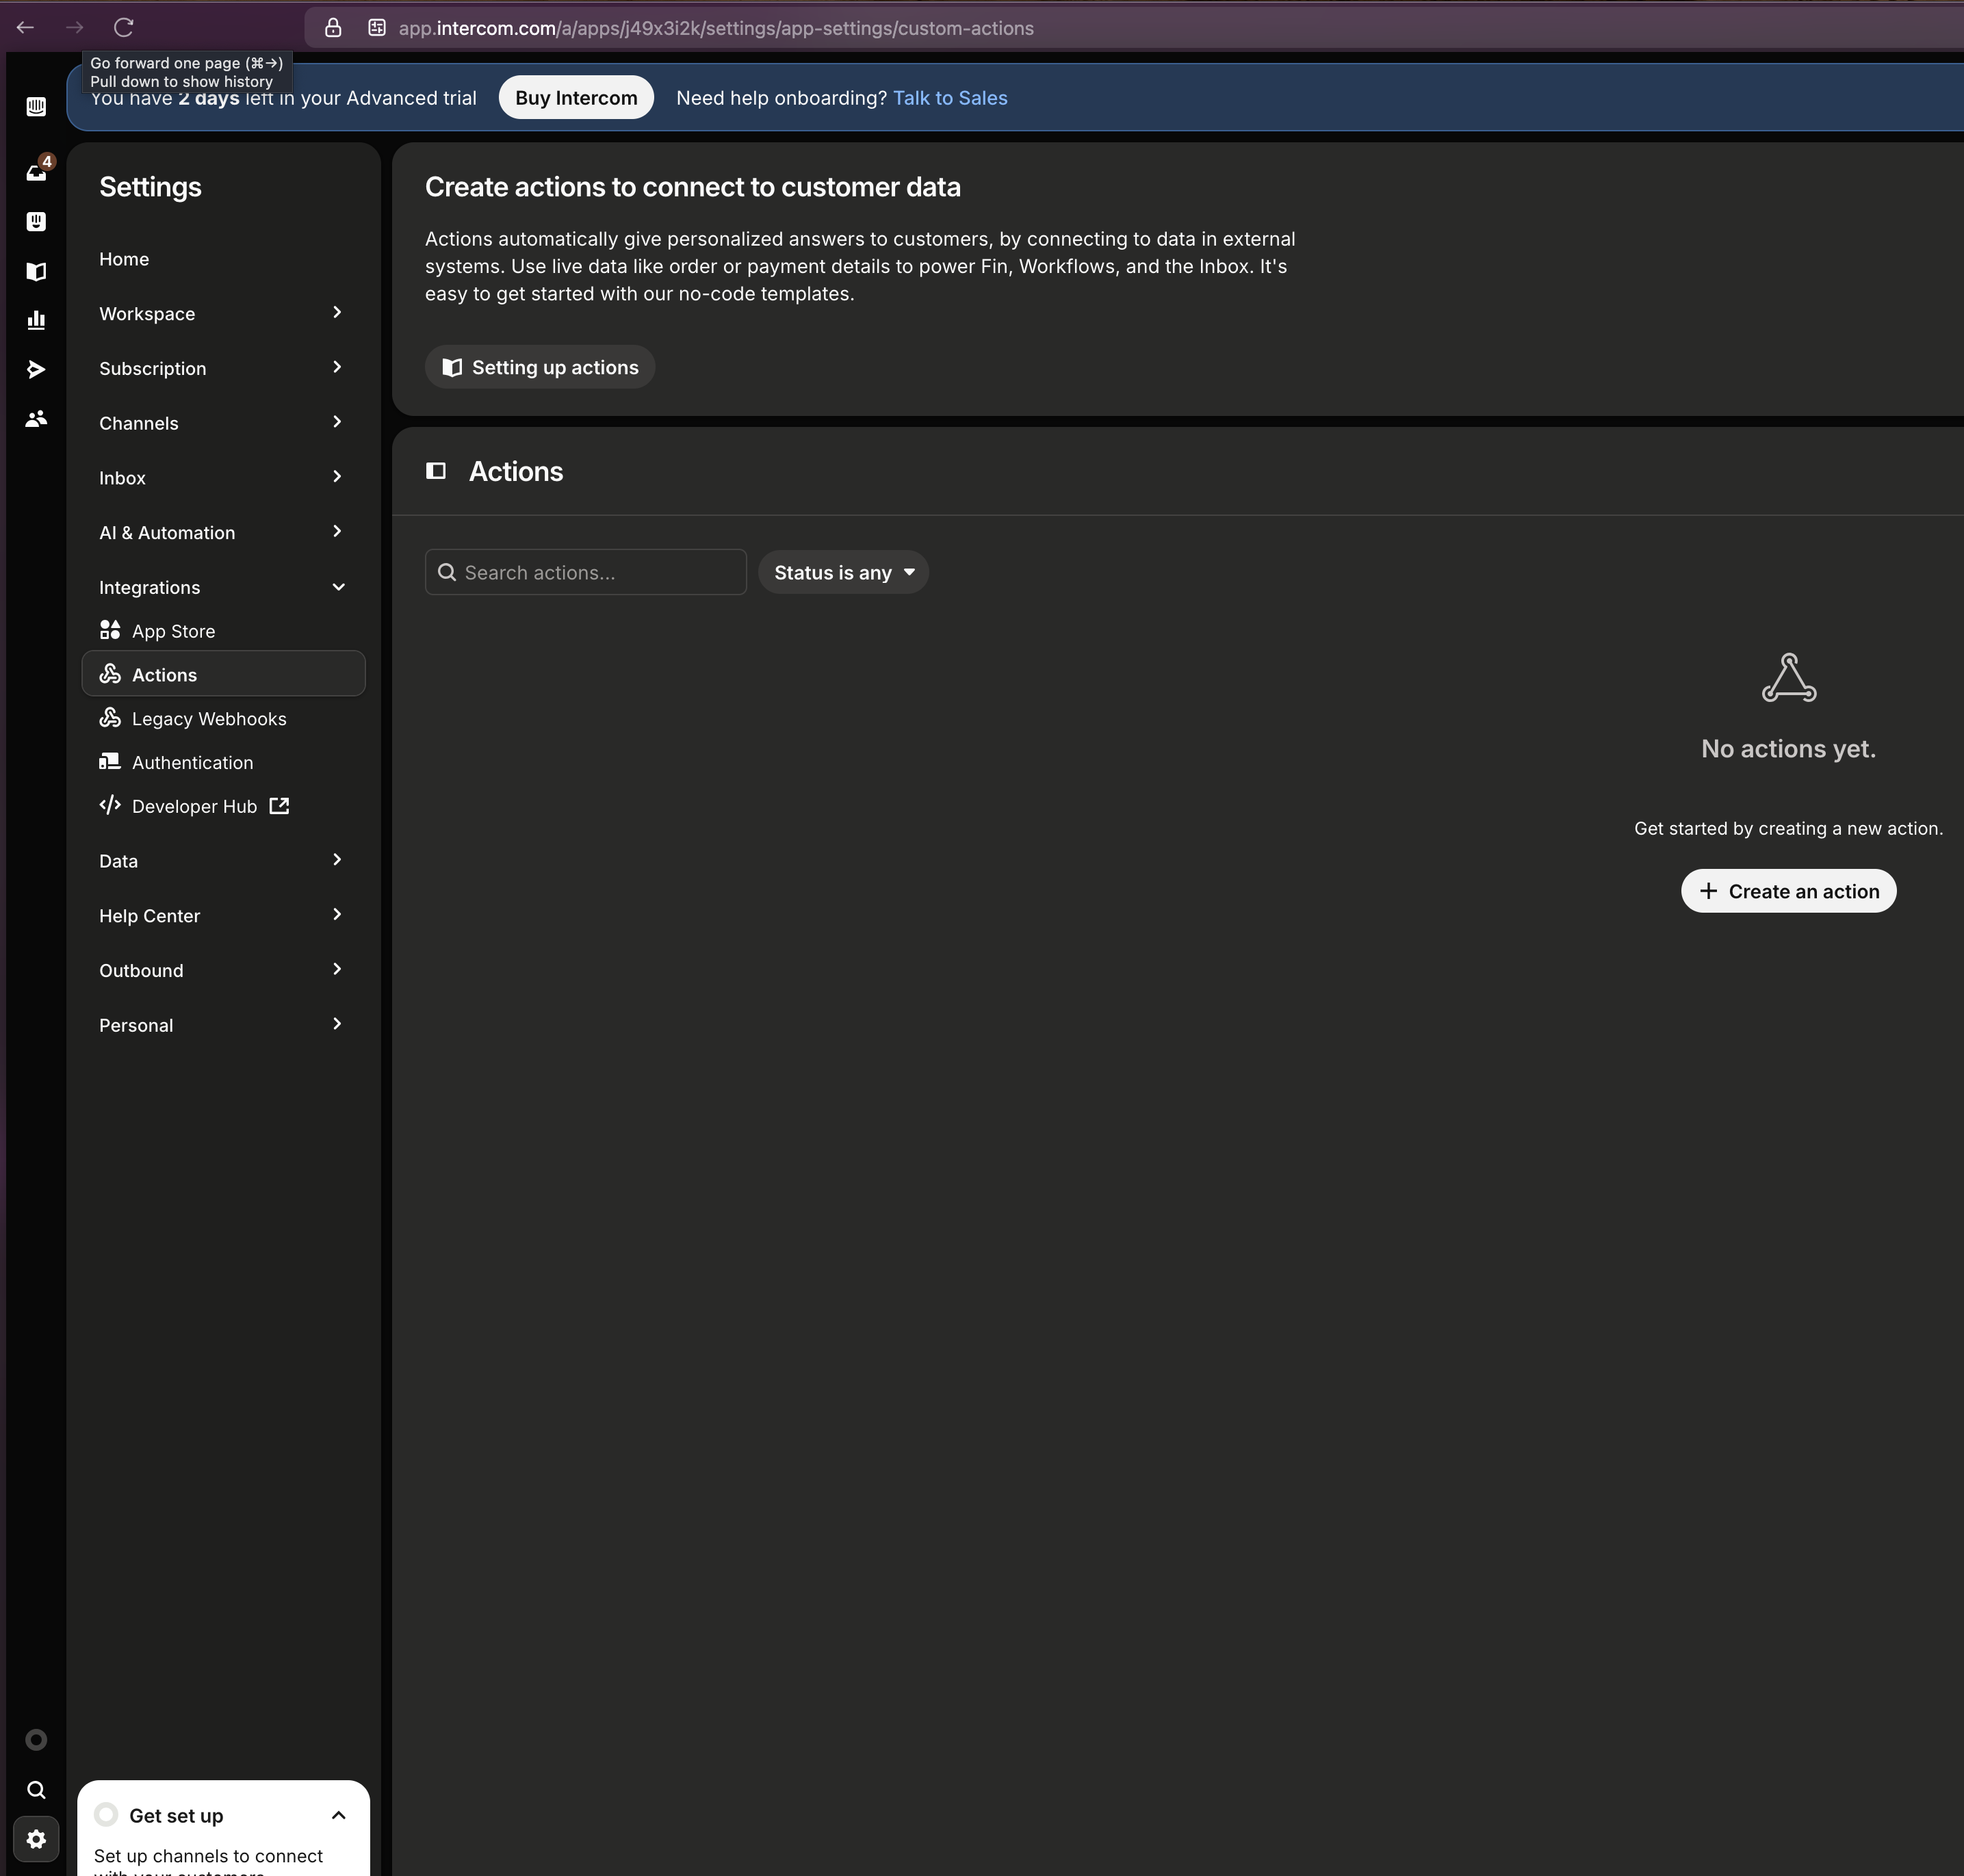 app.intercom.com/a/apps/j49x3i2k/settings/app-settings/custom-actions
Go forward one page (⌘→)
Pull down to show history
You have 2 days left in your Advanced trial
Buy Intercom
Need help onboarding? Talk to Sales
4
Settings
Home
Workspace
Subscription
Channels
Inbox
AI & Automation
Integrations
App Store
Actions
Legacy Webhooks
Authentication
Developer Hub
Data
Help Center
Outbound
Personal
Get set up
Set up channels to connect
with your customers
Create actions to connect to customer data
Actions automatically give personalized answers to customers, by connecting to data in external
systems. Use live data like order or payment details to power Fin, Workflows, and the Inbox. It's
easy to get started with our no-code templates.
Setting up actions
Actions
Search actions...
Status is any
No actions yet.
Get started by creating a new action.
+ Create an action